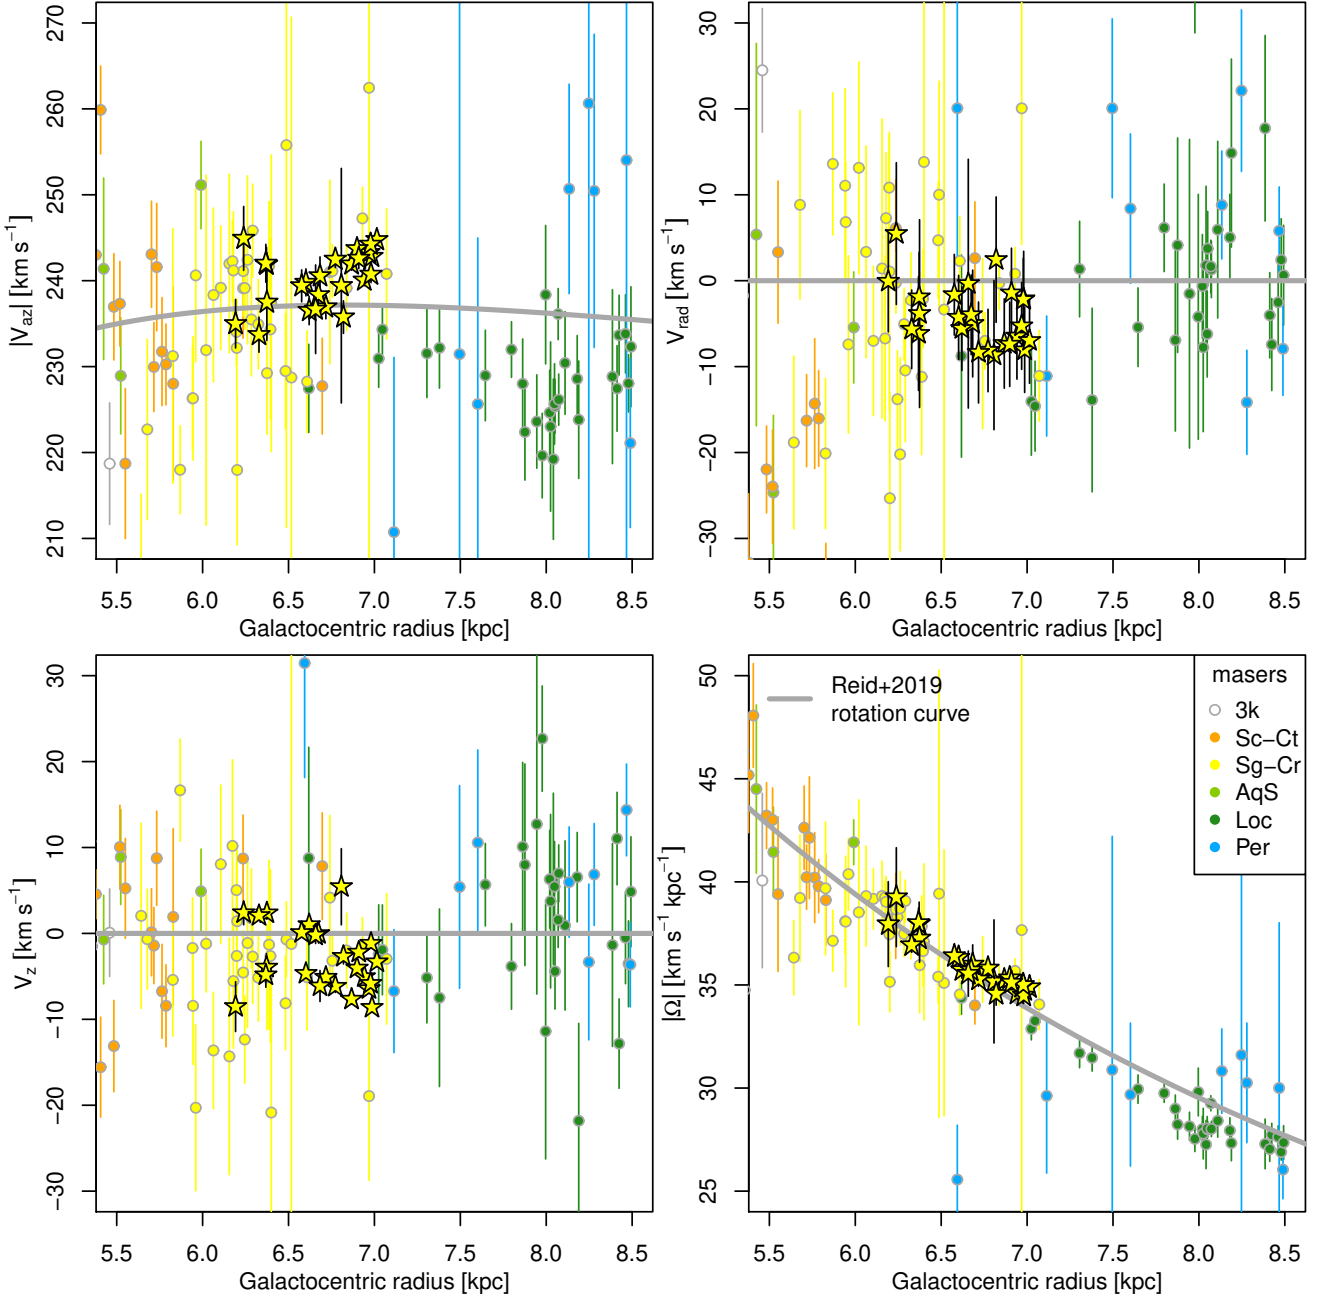 210 220 230 240 250 260 270
|V_az| [km s⁻¹]
5.5 6.0 6.5 7.0 7.5 8.0 8.5
Galactocentric radius [kpc]
−30 −20 −10 0 10 20 30
V_rad [km s⁻¹]
5.5 6.0 6.5 7.0 7.5 8.0 8.5
Galactocentric radius [kpc]
−30 −20 −10 0 10 20 30
V_z [km s⁻¹]
5.5 6.0 6.5 7.0 7.5 8.0 8.5
Galactocentric radius [kpc]
25 30 35 40 45 50
|Ω| [km s⁻¹ kpc⁻¹]
Reid+2019
rotation curve
masers
3k
Sc−Ct
Sg−Cr
AqS
Loc
Per
5.5 6.0 6.5 7.0 7.5 8.0 8.5
Galactocentric radius [kpc]